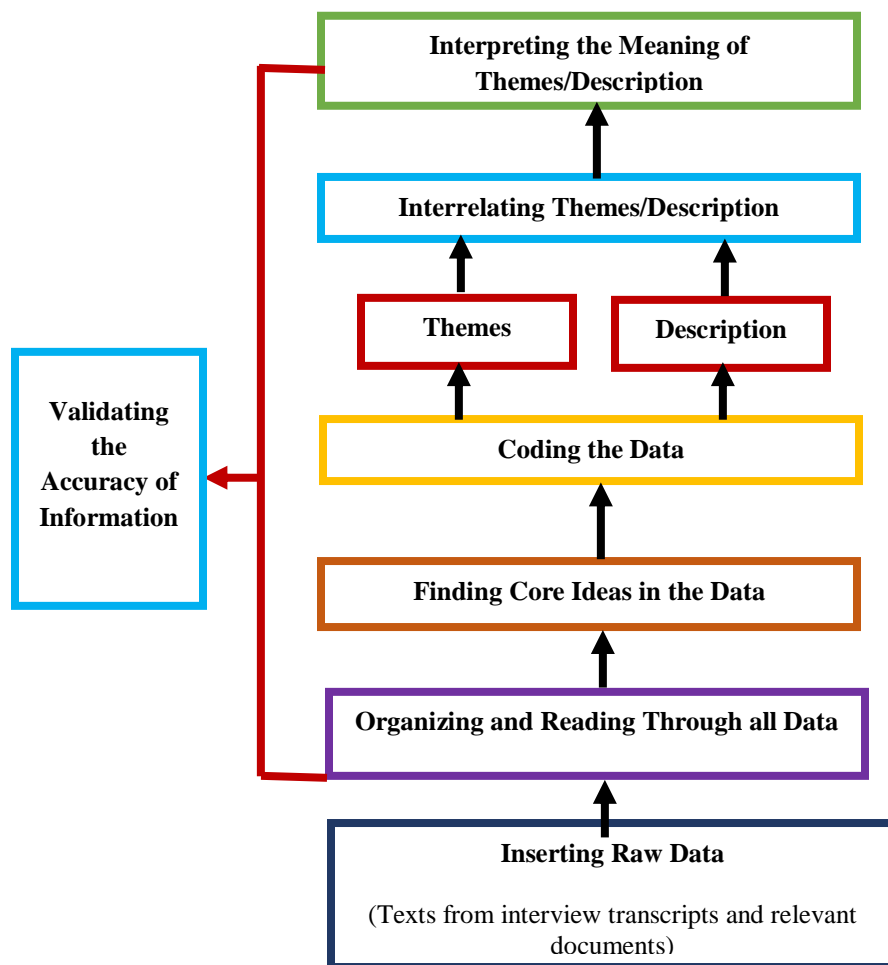 Interpreting the Meaning of
Themes/Description
Interrelating Themes/Description
Themes
Description
Validating
the
Accuracy of
Information
Coding the Data
Finding Core Ideas in the Data
Organizing and Reading Through all Data
Inserting Raw Data
(Texts from interview transcripts and relevant
documents)